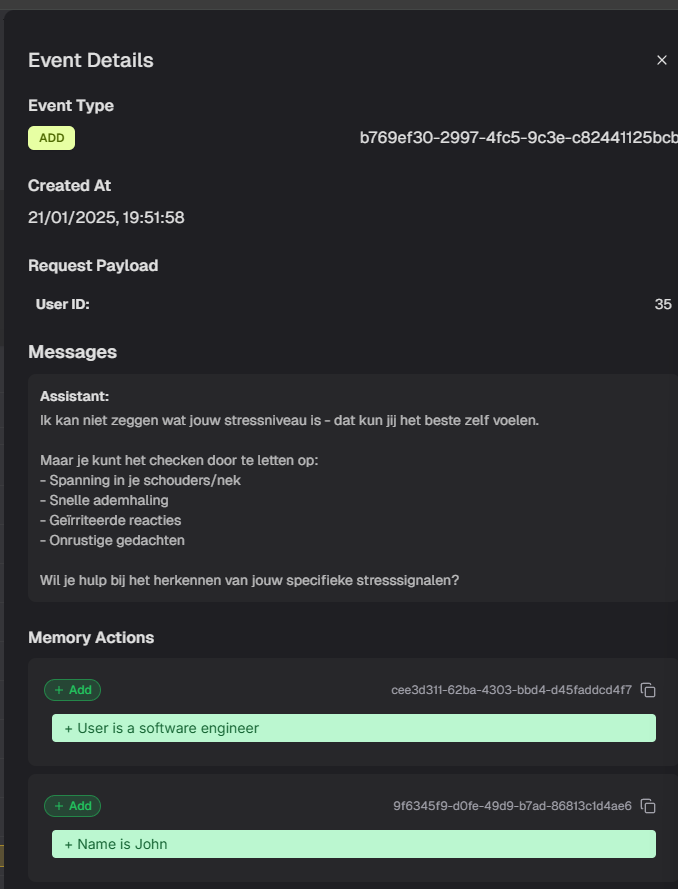 Event Details
Event Type
ADD
b769ef30-2997-4fc5-9c3e-c82441125bcb
Created At
21/01/2025, 19:51:58
Request Payload
User ID:
35
Messages
Assistant:
Ik kan niet zeggen wat jouw stressniveau is - dat kun jij het beste zelf voelen.
Maar je kunt het checken door te letten op:
- Spanning in je schouders/nek
- Snelle ademhaling
- Geïrriteerde reacties
- Onrustige gedachten
Wil je hulp bij het herkennen van jouw specifieke stresssignalen?
Memory Actions
+ Add
cee3d311-62ba-4303-bbd4-d45faddcd4f7
+ User is a software engineer
+ Add
9f6345f9-d0fe-49d9-b7ad-86813c1d4ae6
+ Name is John